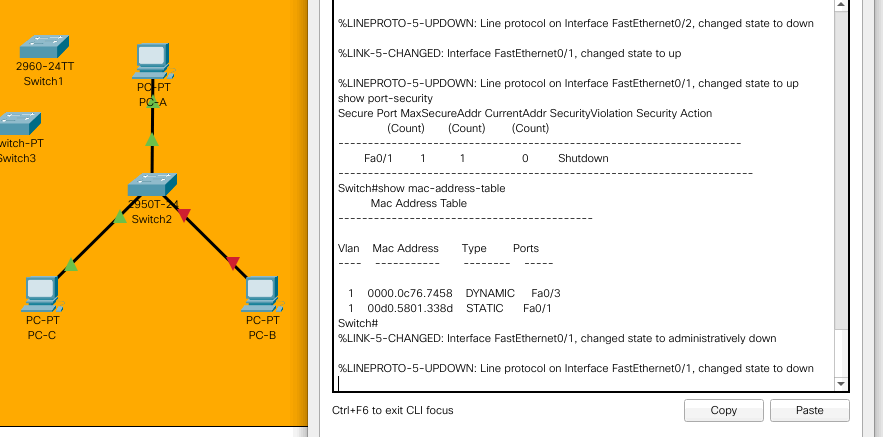 2960-24TT
Switch1
PC-PT
PC-A
witch-PT
Switch3
2950T-24
Switch2
PC-PT
PC-C
PC-PT
PC-B
%LINEPROTO-5-UPDOWN: Line protocol on Interface FastEthernet0/2, changed state to down
%LINK-5-CHANGED: Interface FastEthernet0/1, changed state to up
%LINEPROTO-5-UPDOWN: Line protocol on Interface FastEthernet0/1, changed state to up
show port-security
Secure Port MaxSecureAddr CurrentAddr SecurityViolation Security Action
(Count) (Count) (Count)
--------------------------------------------------------------------
Fa0/1 1 1 0 Shutdown
----------------------------------------------------------------------
Switch#show mac-address-table
Mac Address Table
-------------------------------------------
Vlan Mac Address Type Ports
---- ----------- -------- -----
1 0000.0c76.7458 DYNAMIC Fa0/3
1 00d0.5801.338d STATIC Fa0/1
Switch#
%LINK-5-CHANGED: Interface FastEthernet0/1, changed state to administratively down
%LINEPROTO-5-UPDOWN: Line protocol on Interface FastEthernet0/1, changed state to down
Ctrl+F6 to exit CLI focus
Copy
Paste